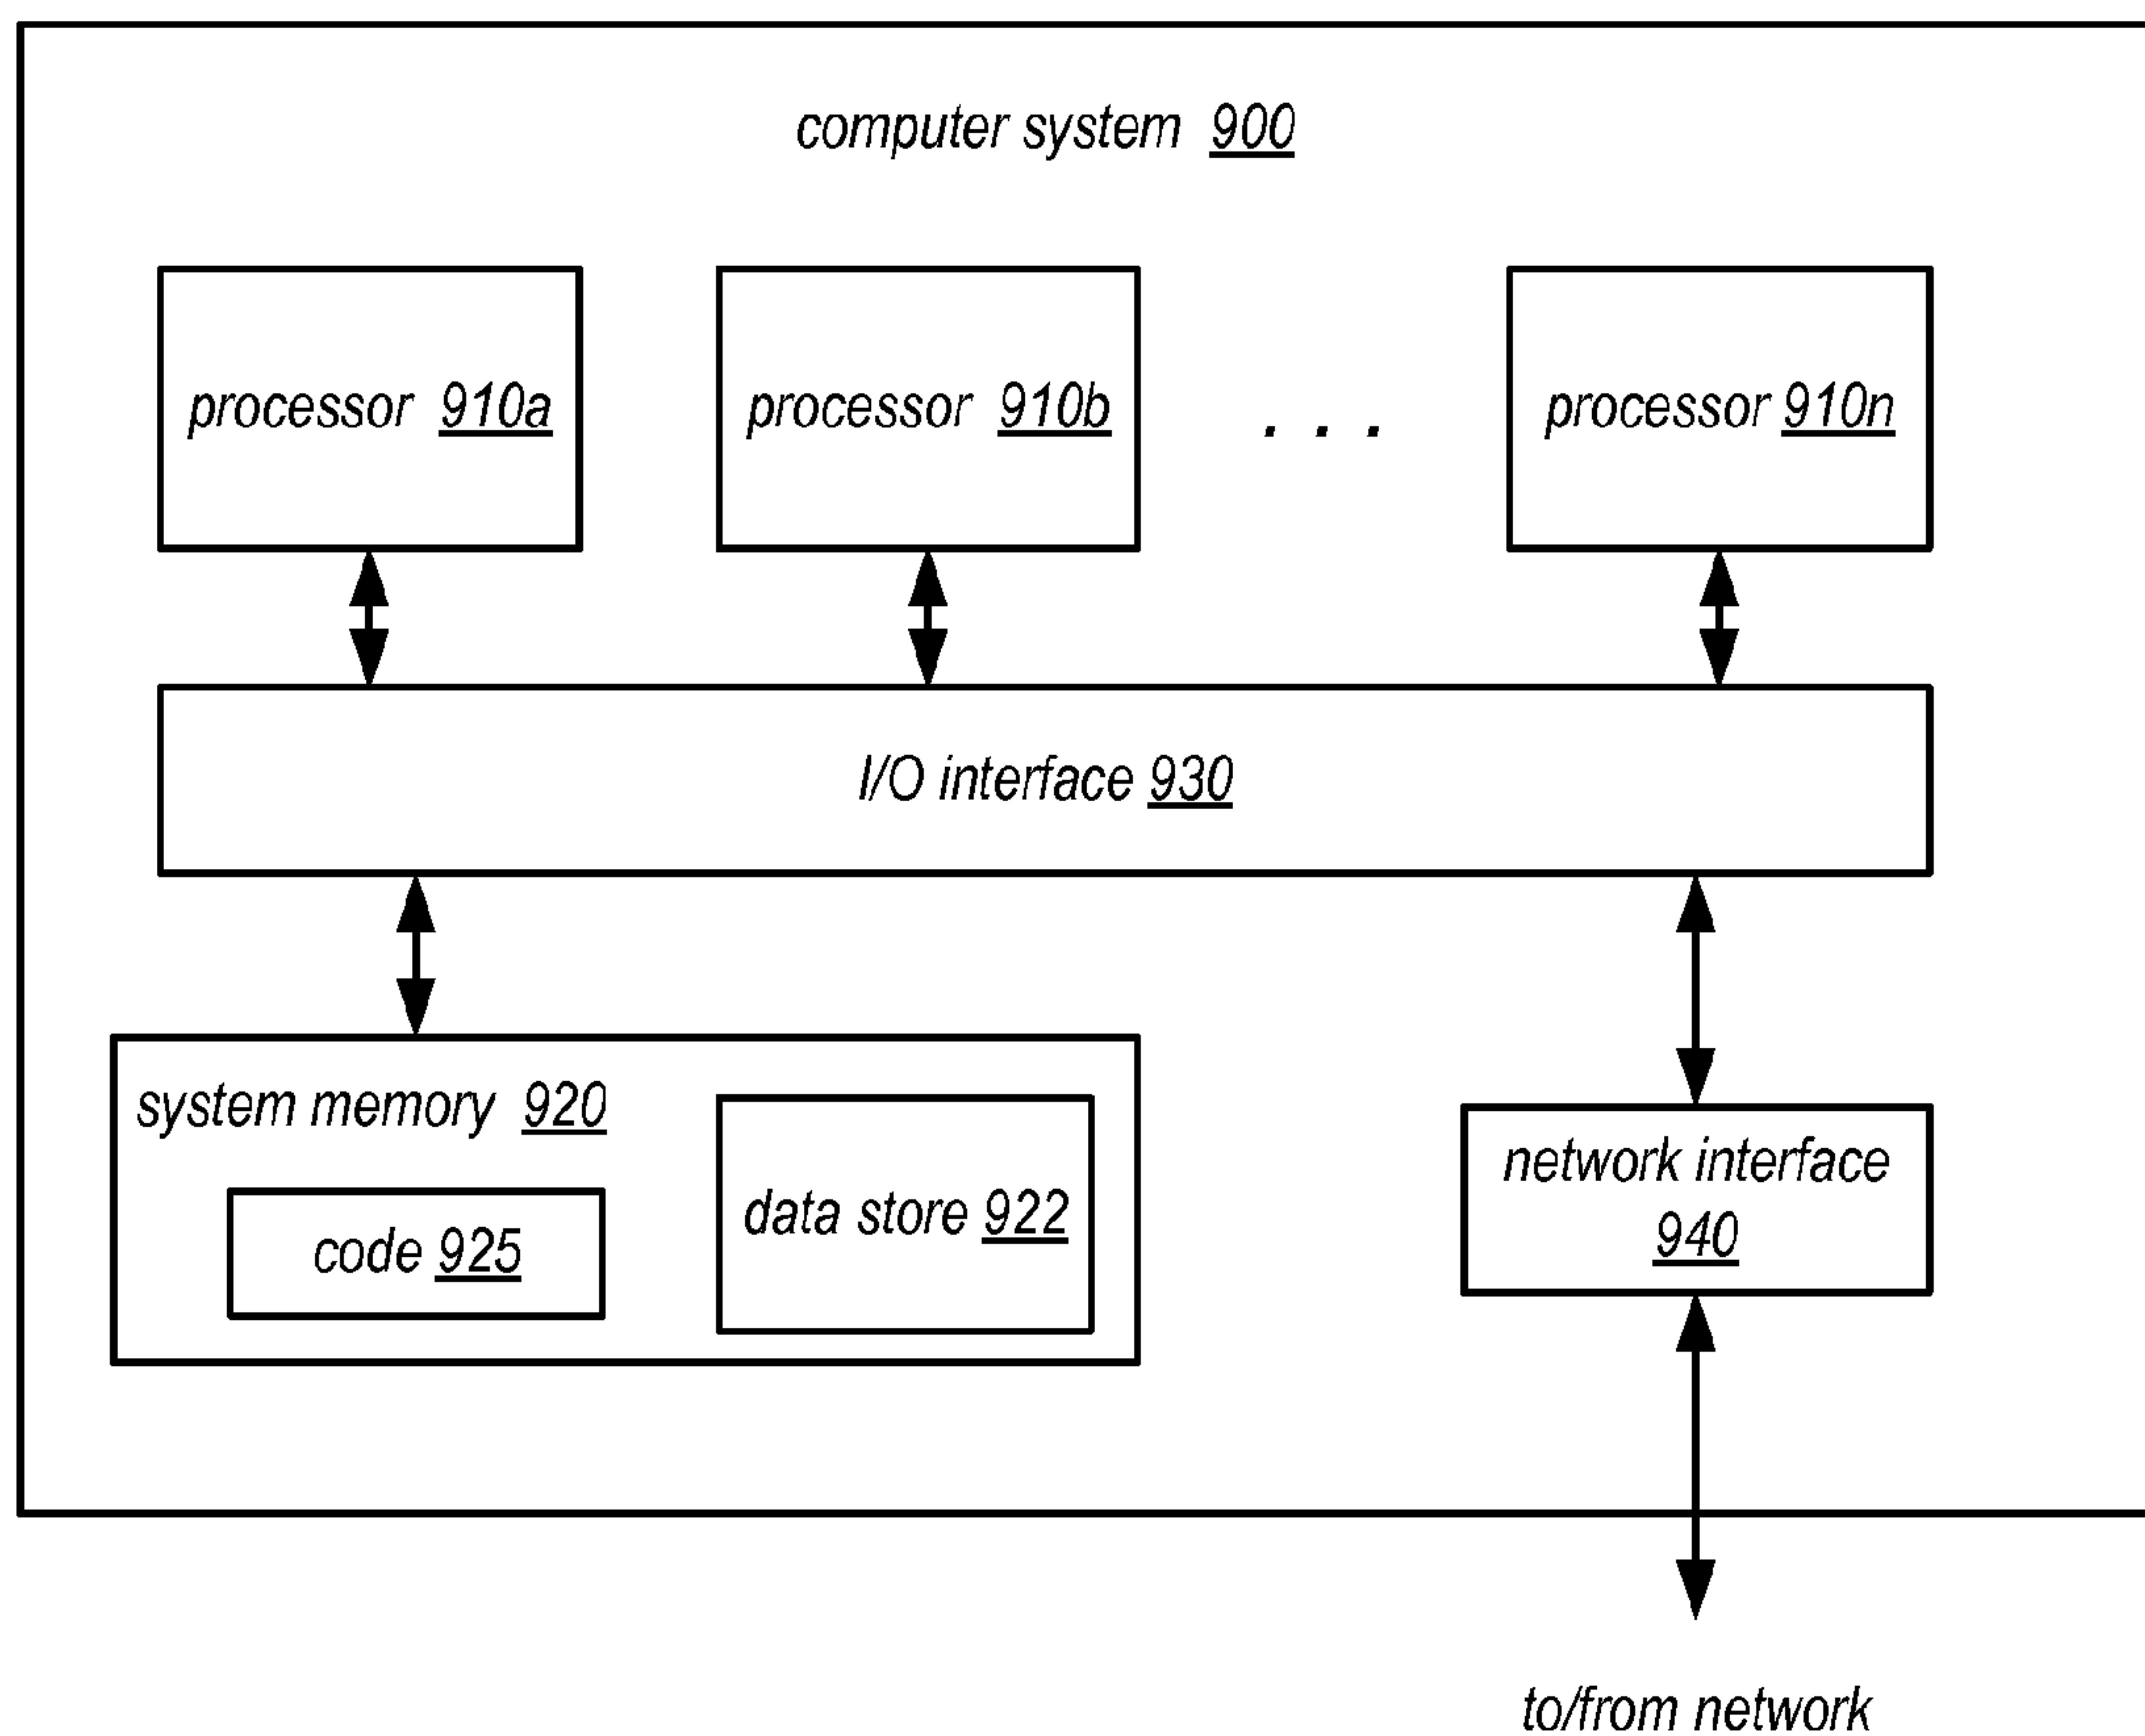 computer system 900
processor 910a
processor 910b
. . .
processor 910n
I/O interface 930
system memory 920
code 925
data store 922
network interface
940
to/from network